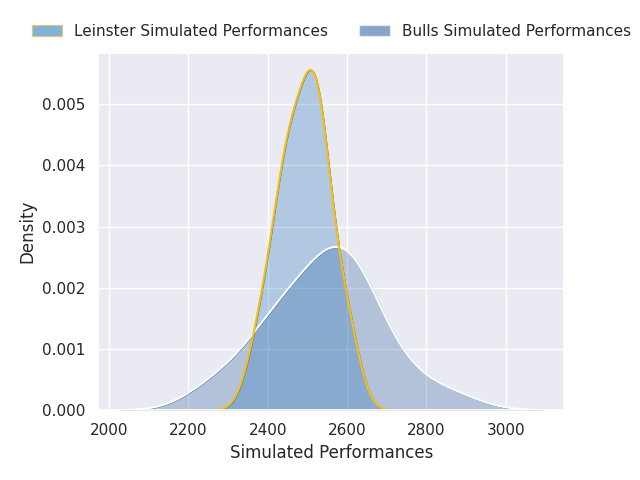 Leinster Simulated Performances
Bulls Simulated Performances
0.005
0.004
0.003
0.002
0.001
0.000
Density
2000 2200 2400 2600 2800 3000
Simulated Performances